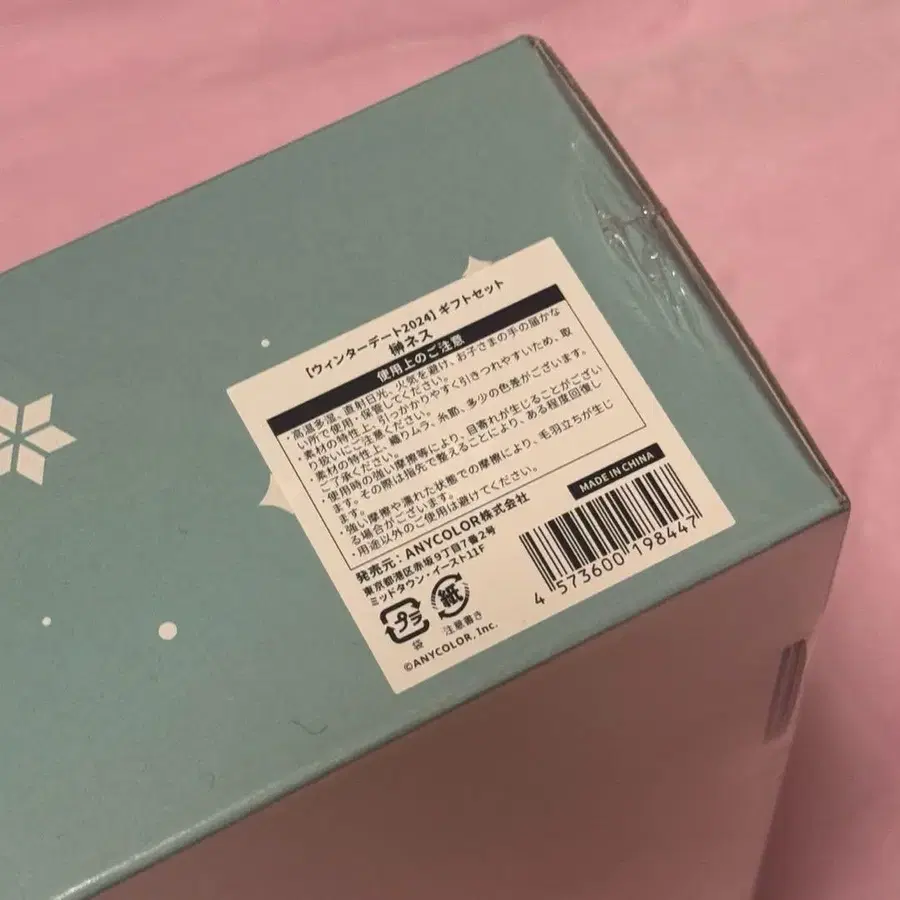 【ウィンターデート2024】ギフトセット
榊ネス
使用上のご注意
・高温多湿、直射日光、火気を避け、お子さまの手の届かな
い所で使用・保管してください。
・素材の特性上、引っかかりやすく引きつれやすいため、取
り扱いにご注意ください。
・素材の特性上、織りムラ、糸節、多少の色差がございます。
ご了承ください。
・使用時の強い摩擦等により、目寄れが生じることがござい
ます。その際は指先で整えることにより、ある程度回復し
ます。
・強い摩擦や濡れた状態での摩擦により、毛羽立ちが生じ
る場合がございます。
・用途以外のご使用は避けてください。
発売元：ANYCOLOR株式会社
東京都港区赤坂9丁目7番2号
ミッドタウン・イースト11F
プラ
袋
紙
注意書き
©ANYCOLOR, Inc.
MADE IN CHINA
4 573600 198447